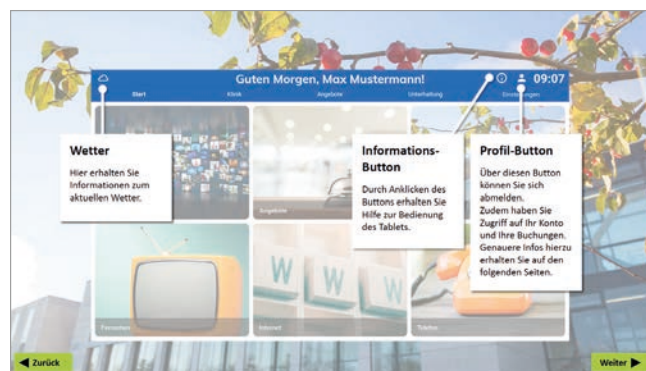 Guten Morgen, Max Mustermann!
09:07
Start
Klinik
Angebote
Unterhaltung
Einstellungen
Wetter
Hier erhalten Sie
Informationen zum
aktuellen Wetter.
Informations-
Button
Durch Anklicken des
Buttons erhalten Sie
Hilfe zur Bedienung
des Tablets.
Profil-Button
Über diesen Button
können Sie sich
abmelden.
Zudem haben Sie
Zugriff auf Ihr Konto
und Ihre Buchungen.
Genauere Infos hierzu
erhalten Sie auf den
folgenden Seiten.
Angebote
Fernsehen
Internet
Telefon
W W W
Zurück
Weiter